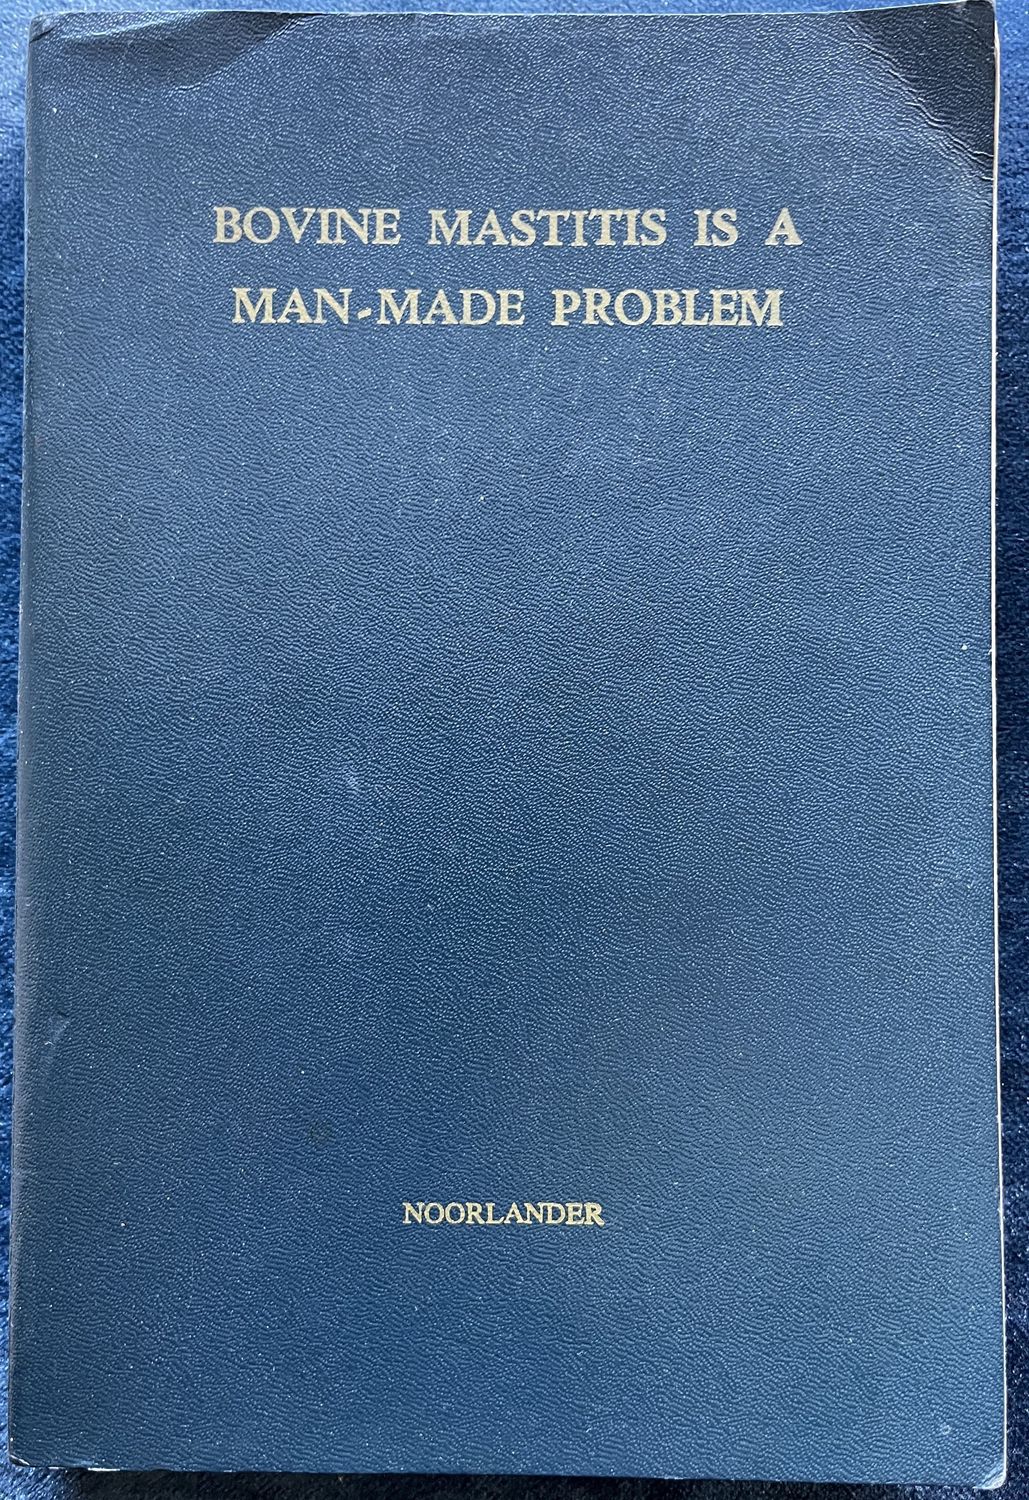 BOVINE MASTITIS IS A
MAN-MADE PROBLEM
NOORLANDER